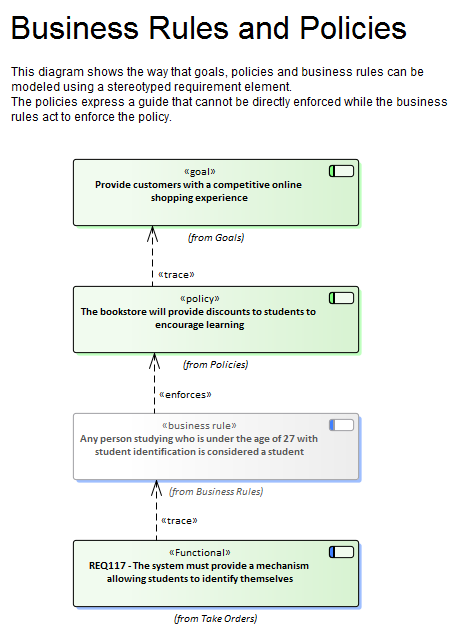 Business Rules and Policies
This diagram shows the way that goals, policies and business rules can be
modeled using a stereotyped requirement element.
The policies express a guide that cannot be directly enforced while the business
rules act to enforce the policy.
«goal»
Provide customers with a competitive online
shopping experience
(from Goals)
«trace»
«policy»
The bookstore will provide discounts to students to
encourage learning
(from Policies)
«enforces»
«business rule»
Any person studying who is under the age of 27 with
student identification is considered a student
(from Business Rules)
«trace»
«Functional»
REQ117 - The system must provide a mechanism
allowing students to identify themselves
(from Take Orders)